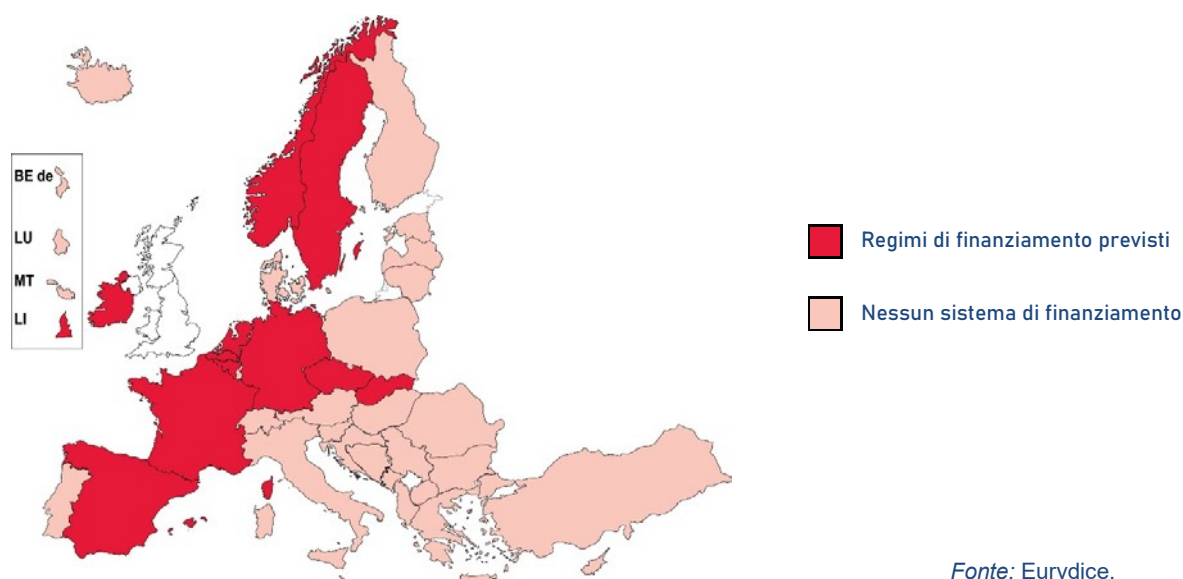 BE de
LU
MT
LI
Regimi di finanziamento previsti
Nessun sistema di finanziamento
Fonte: Eurydice.